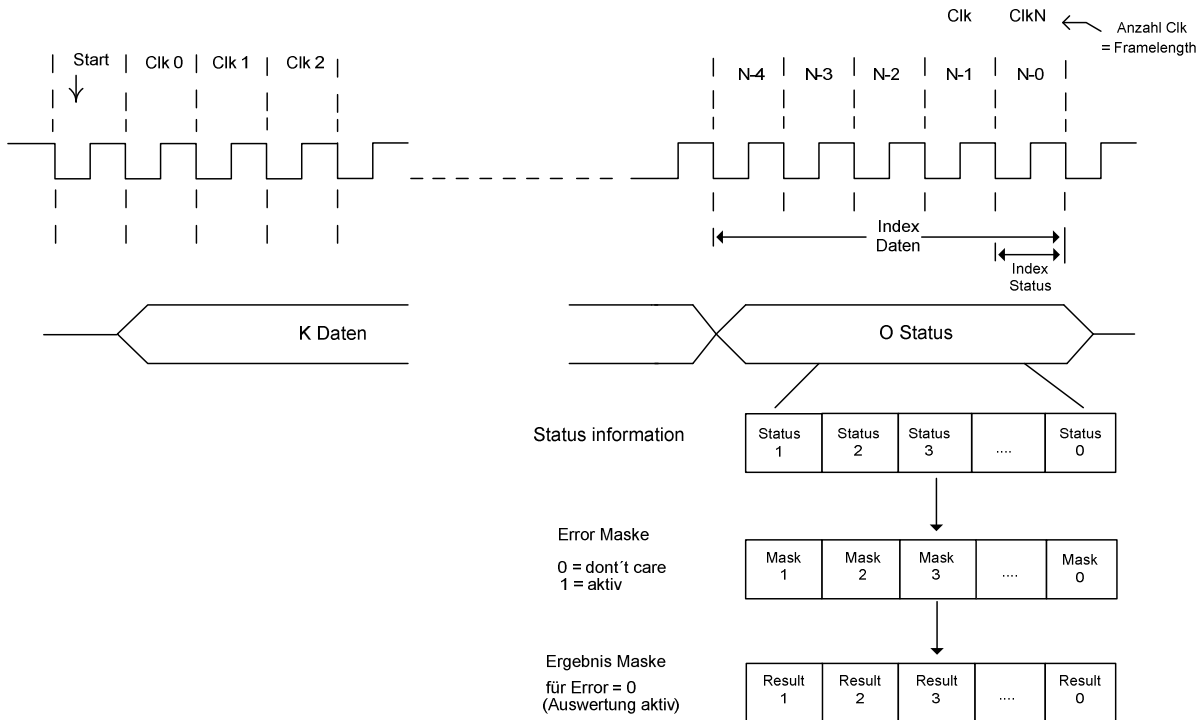 Clk ClkN
Anzahl Clk
= Framelength
Start Clk 0 Clk 1 Clk 2
N-4 N-3 N-2 N-1 N-0
Index
Daten
Index
Status
K Daten
O Status
Status information
Status
1
Status
2
Status
3
....
Status
0
Error Maske
0 = dont´t care
1 = aktiv
Mask
1
Mask
2
Mask
3
....
Mask
0
Ergebnis Maske
für Error = 0
(Auswertung aktiv)
Result
1
Result
2
Result
3
....
Result
0